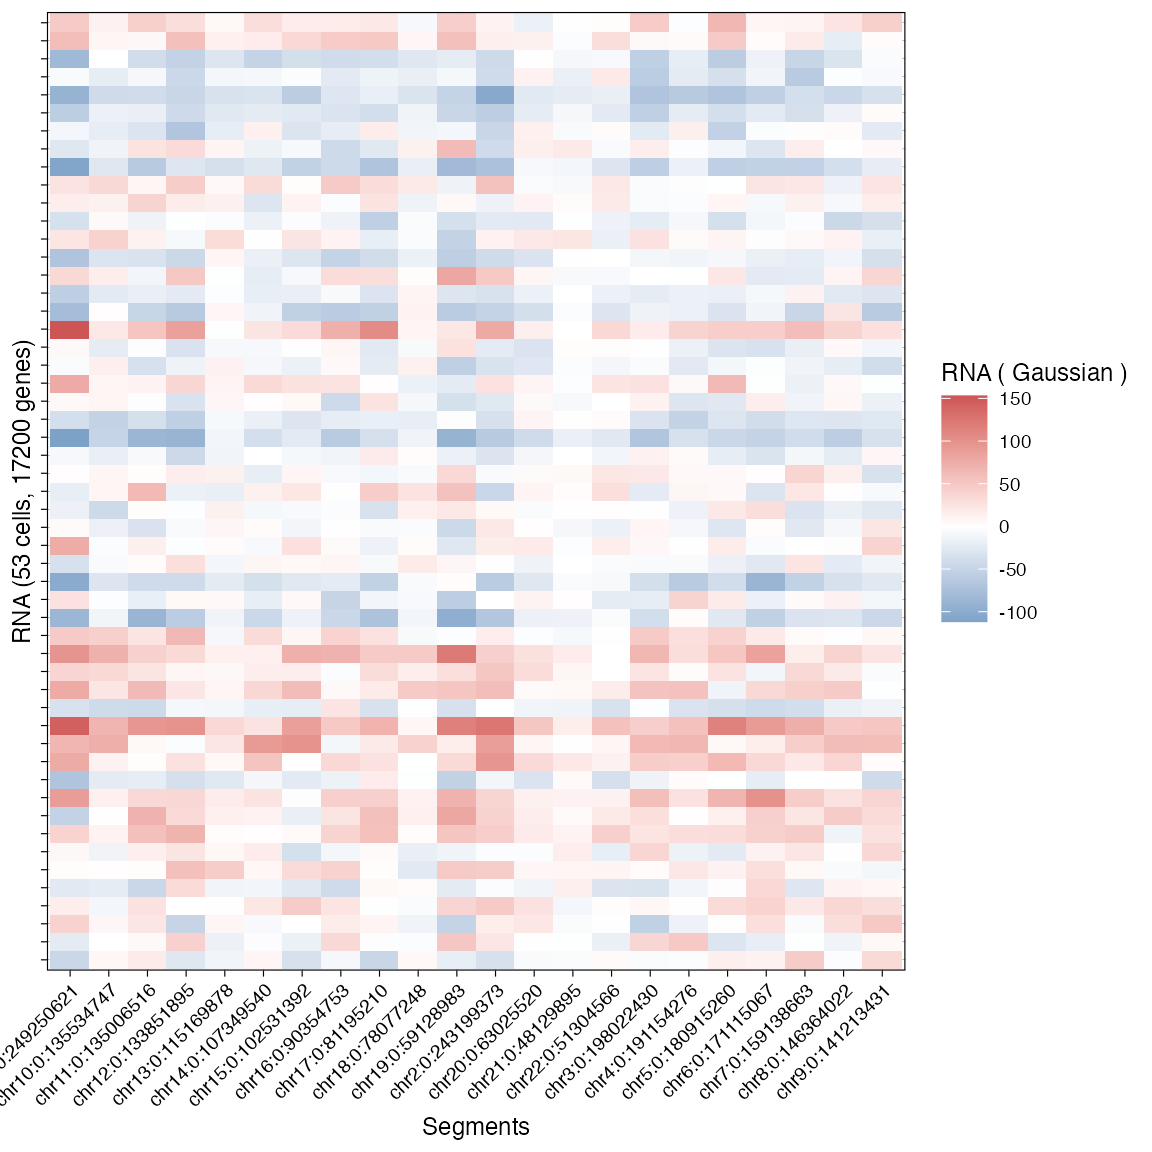 RNA (53 cells, 17200 genes)
RNA ( Gaussian )
150
100
50
0
-50
-100
0:249250621
chr10:0:135534747
chr11:0:135006516
chr12:0:133851895
chr13:0:115169878
chr14:0:107349540
chr15:0:102531392
chr16:0:90354753
chr17:0:81195210
chr18:0:78077248
chr19:0:59128983
chr2:0:243199373
chr20:0:63025520
chr21:0:48129895
chr22:0:51304566
chr3:0:198022430
chr4:0:191154276
chr5:0:180915260
chr6:0:171115067
chr7:0:159138663
chr8:0:146364022
chr9:0:141213431
Segments